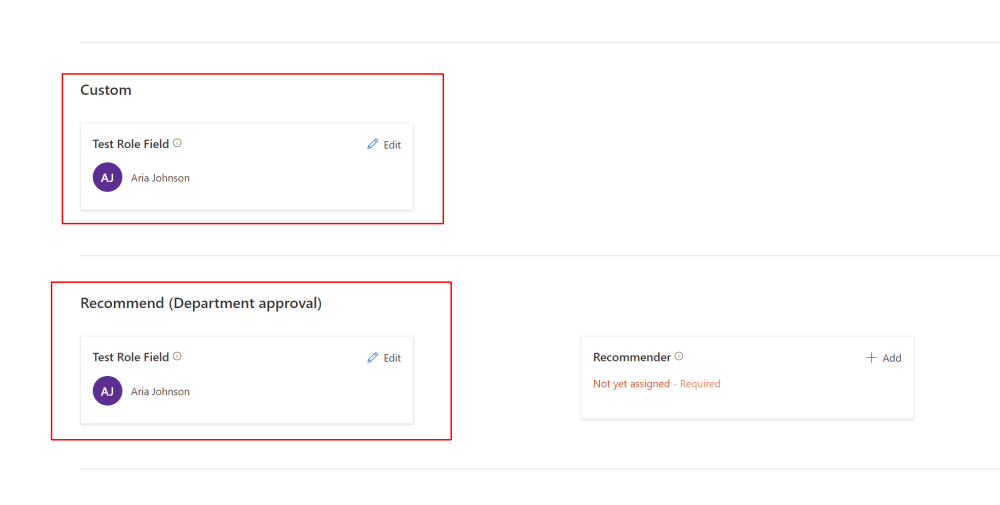 Custom
Test Role Field
Edit
AJ
Aria Johnson
Recommend (Department approval)
Test Role Field
Edit
AJ
Aria Johnson
Recommender
Add
Not yet assigned - Required